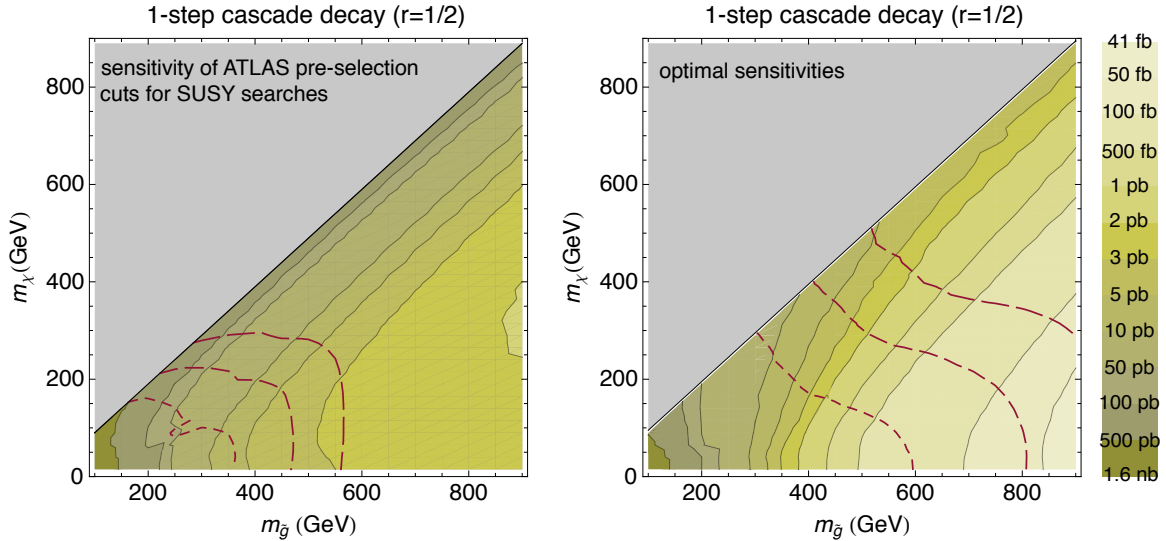 1-step cascade decay (r=1/2)
sensitivity of ATLAS pre-selection
cuts for SUSY searches
800
600
400
200
0
m_χ (GeV)
200
400
600
800
m_g̃ (GeV)
1-step cascade decay (r=1/2)
optimal sensitivities
800
600
400
200
0
m_χ (GeV)
200
400
600
800
m_g̃ (GeV)
41 fb
50 fb
100 fb
500 fb
1 pb
2 pb
3 pb
5 pb
10 pb
50 pb
100 pb
500 pb
1.6 nb